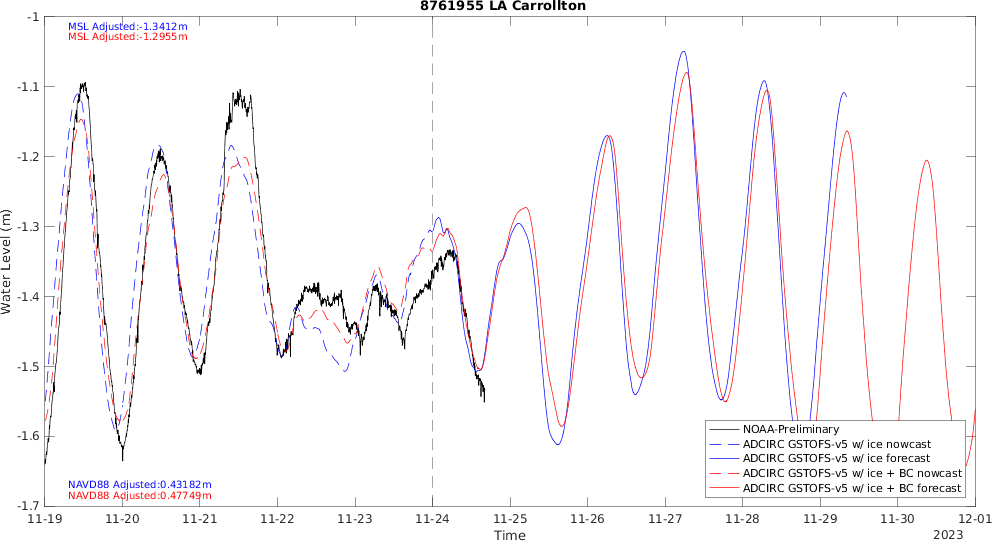 8761955 LA Carrollton
MSL Adjusted:-1.3412m
MSL Adjusted:-1.2955m
-1
-1.1
-1.2
-1.3
-1.4
-1.5
-1.6
-1.7
Water Level (m)
NAVD88 Adjusted:0.43182m
NAVD88 Adjusted:0.47749m
NOAA-Preliminary
ADCIRC GSTOFS-v5 w/ ice nowcast
ADCIRC GSTOFS-v5 w/ ice forecast
ADCIRC GSTOFS-v5 w/ ice + BC nowcast
ADCIRC GSTOFS-v5 w/ ice + BC forecast
11-19 11-20 11-21 11-22 11-23 11-24 11-25 11-26 11-27 11-28 11-29 11-30 12-01
Time
2023